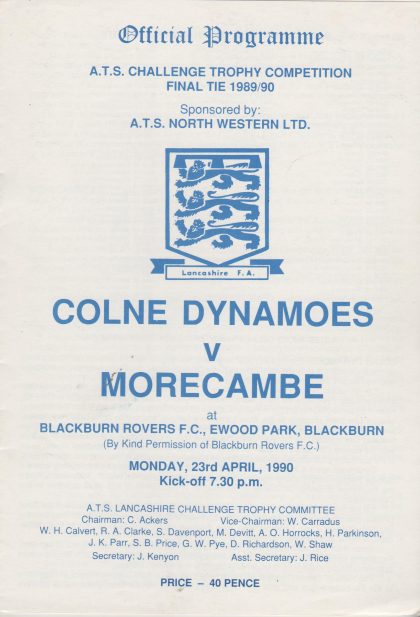 Official Programme
A.T.S. CHALLENGE TROPHY COMPETITION
FINAL TIE 1989/90
Sponsored by:
A.T.S. NORTH WESTERN LTD.
Lancashire F.A.
COLNE DYNAMOES
v
MORECAMBE
at
BLACKBURN ROVERS F.C., EWOOD PARK, BLACKBURN
(By Kind Permission of Blackburn Rovers F.C.)
MONDAY, 23rd APRIL, 1990
Kick-off 7.30 p.m.
A.T.S. LANCASHIRE CHALLENGE TROPHY COMMITTEE
Chairman: C. Ackers Vice-Chairman: W. Carradus
W. H. Calvert, R. A. Clarke, S. Davenport, M. Devitt, A. O. Horrocks, H. Parkinson,
J. K. Parr, S. B. Price, G. W. Pye, D. Richardson, W. Shaw
Secretary: J. Kenyon Asst. Secretary: J. Rice
PRICE – 40 PENCE